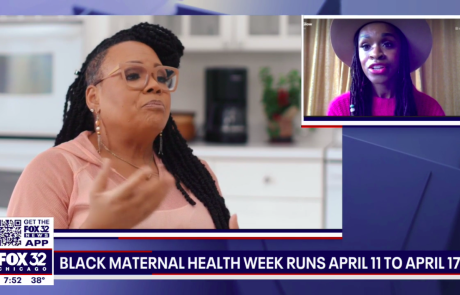 GET THE
FOX 32
NEWS
APP
FOX 32
CHICAGO
7:52 38°
BLACK MATERNAL HEALTH WEEK RUNS APRIL 11 TO APRIL 17